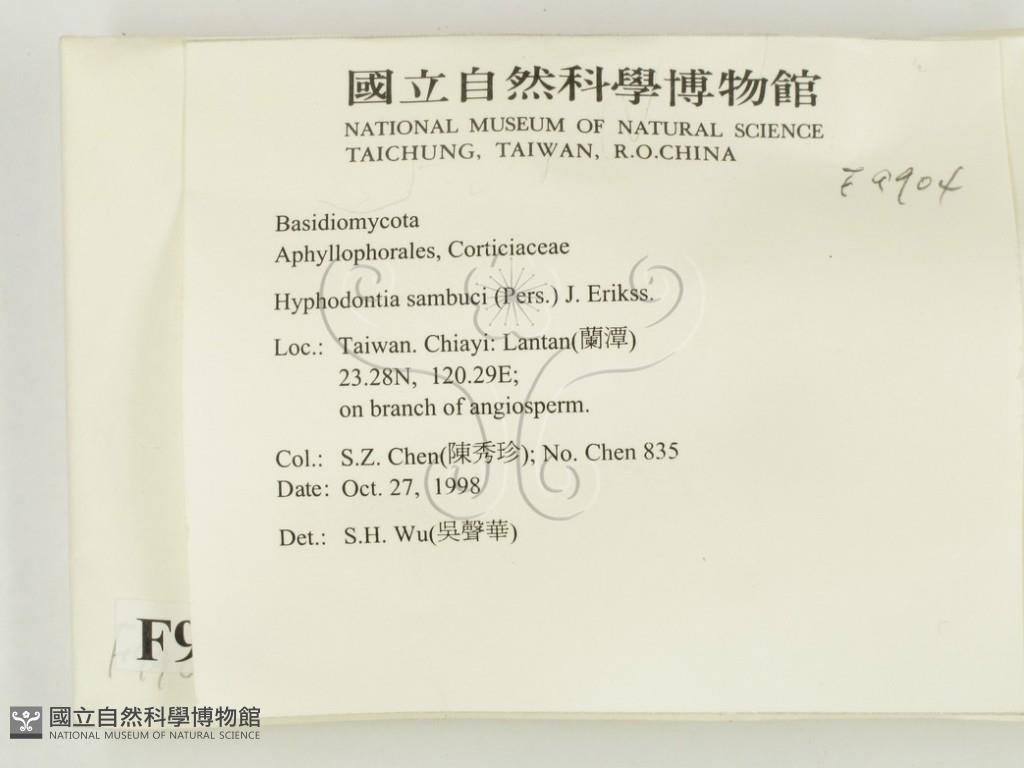 國立自然科學博物館
NATIONAL MUSEUM OF NATURAL SCIENCE
TAICHUNG, TAIWAN, R.O.CHINA
F9904
Basidiomycota
Aphyllophorales, Corticiaceae
Hyphodontia sambuci (Pers.) J. Erikss.
Loc.: Taiwan. Chiayi: Lantan(蘭潭)
23.28N, 120.29E;
on branch of angiosperm.
Col.: S.Z. Chen(陳秀珍); No. Chen 835
Date: Oct. 27, 1998
Det.: S.H. Wu(吳聲華)
F9
國立自然科學博物館
NATIONAL MUSEUM OF NATURAL SCIENCE